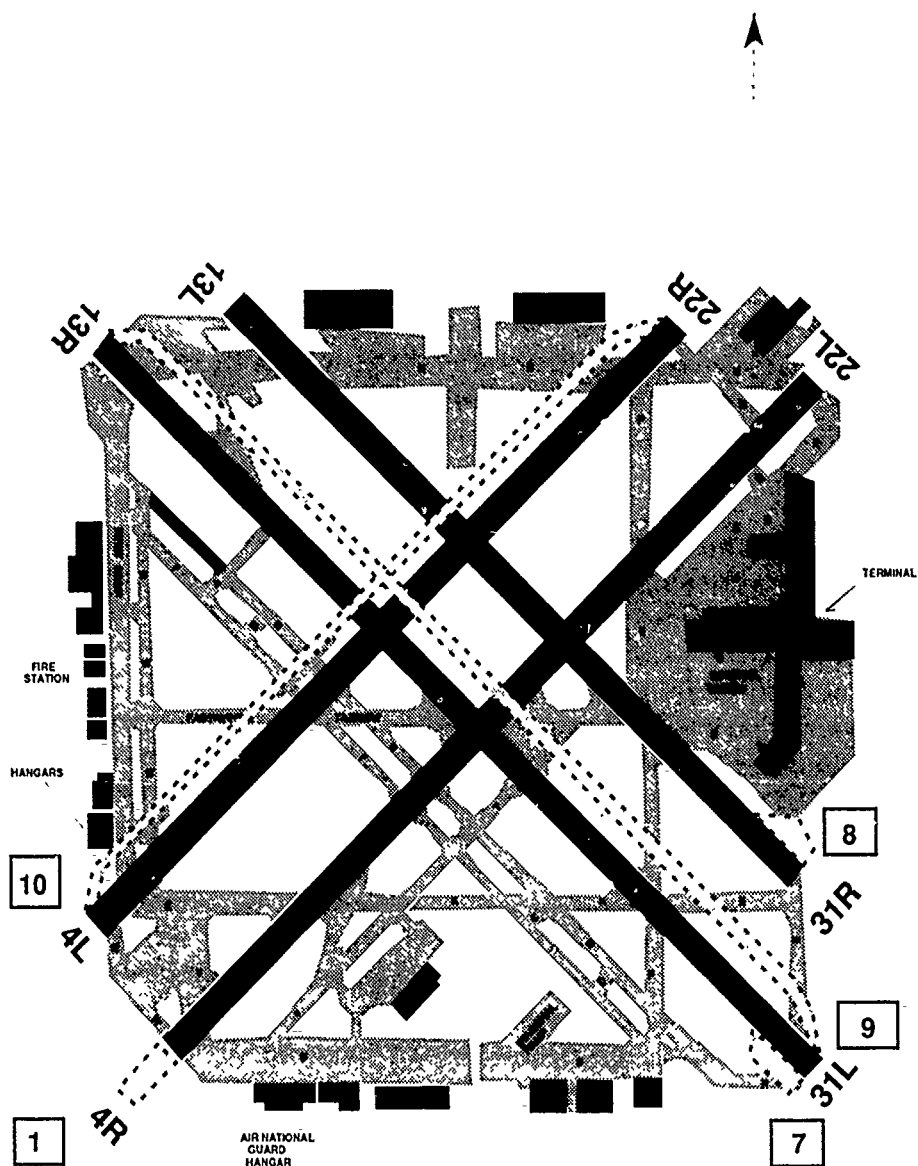 13L
13R
22R
22L
TERMINAL
FIRE
STATION
HANGARS
8
10
31R
4L
9
31L
4R
1
7
AIR NATIONAL
GUARD
HANGAR